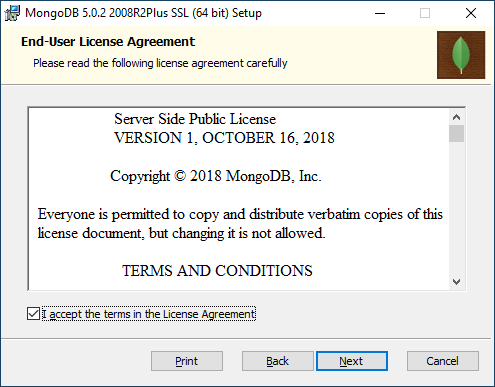 MongoDB 5.0.2 2008R2Plus SSL (64 bit) Setup
End-User License Agreement
Please read the following license agreement carefully
Server Side Public License
VERSION 1, OCTOBER 16, 2018
Copyright © 2018 MongoDB, Inc.
Everyone is permitted to copy and distribute verbatim copies of this
license document, but changing it is not allowed.
TERMS AND CONDITIONS
I accept the terms in the License Agreement
Print
Back
Next
Cancel